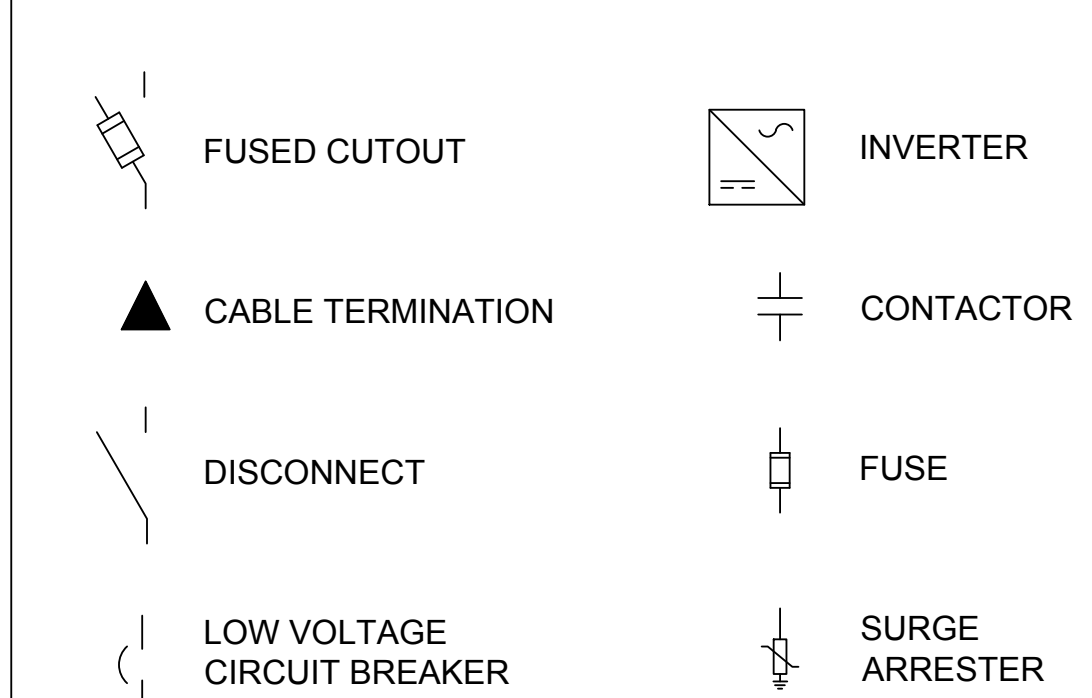 FUSED CUTOUT
INVERTER
CABLE TERMINATION
CONTACTOR
DISCONNECT
FUSE
LOW VOLTAGE
CIRCUIT BREAKER
SURGE
ARRESTER